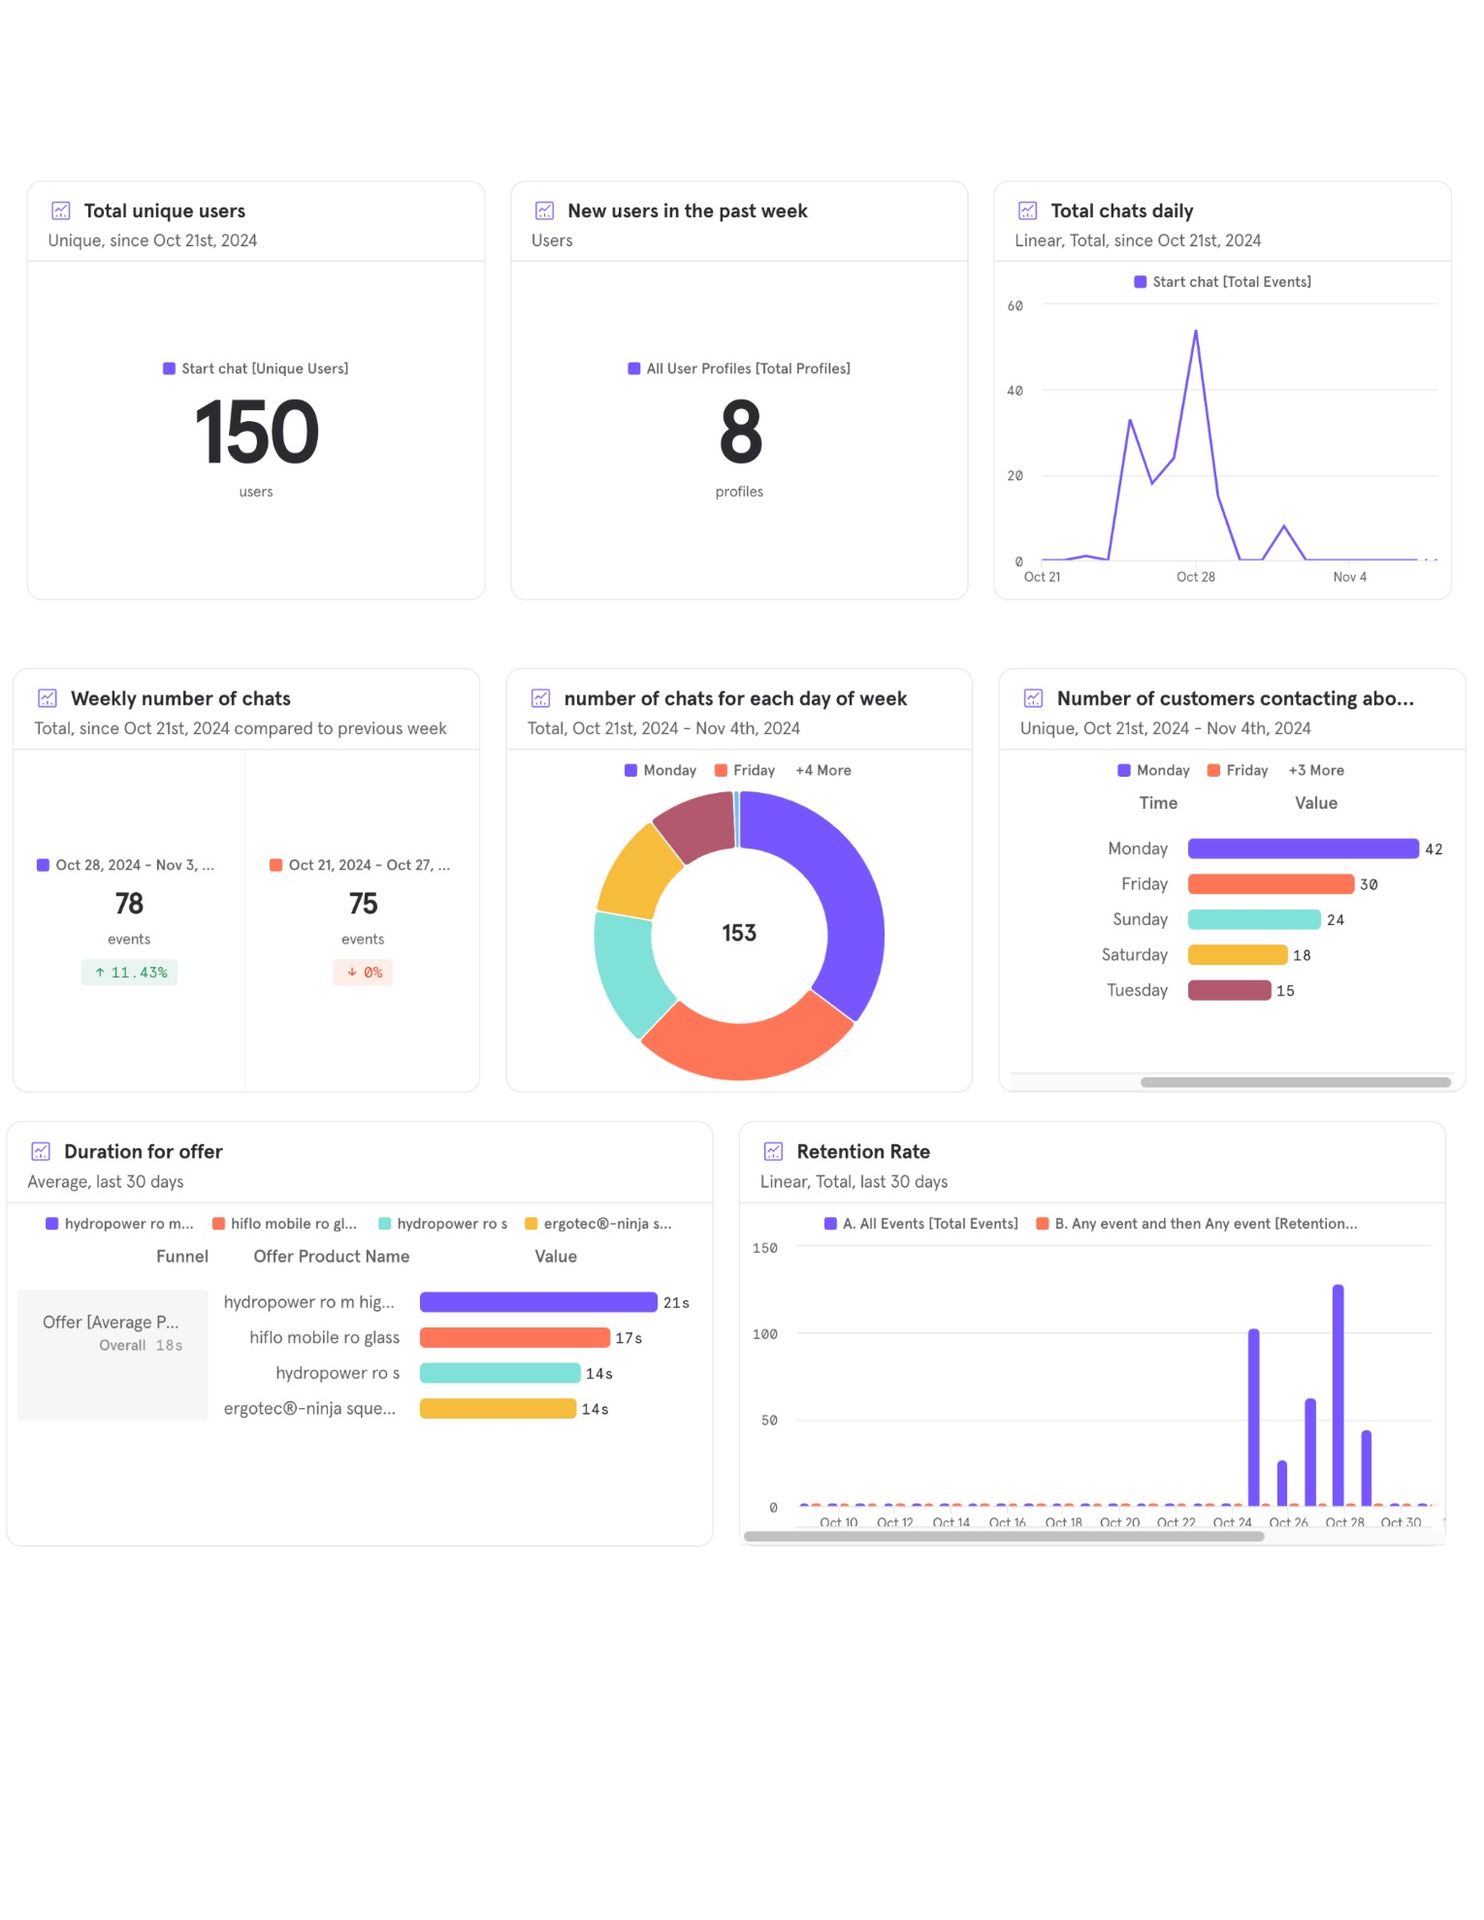 Total unique users
Unique, since Oct 21st, 2024
Start chat [Unique Users]
150
users
New users in the past week
Users
All User Profiles [Total Profiles]
8
profiles
Total chats daily
Linear, Total, since Oct 21st, 2024
Start chat [Total Events]
60
40
20
0
Oct 21 Oct 28 Nov 4
Weekly number of chats
Total, since Oct 21st, 2024 compared to previous week
Oct 28, 2024 - Nov 3, ...
78
events
↑ 11.43%
Oct 21, 2024 - Oct 27, ...
75
events
↓ 0%
number of chats for each day of week
Total, Oct 21st, 2024 - Nov 4th, 2024
Monday Friday +4 More
153
Number of customers contacting abo...
Unique, Oct 21st, 2024 - Nov 4th, 2024
Monday Friday +3 More
Time Value
Monday 42
Friday 30
Sunday 24
Saturday 18
Tuesday 15
Duration for offer
Average, last 30 days
hydropower ro m... hiflo mobile ro gl... hydropower ro s ergotec®-ninja s...
Funnel Offer Product Name Value
Offer [Average P...
Overall 18s
hydropower ro m hig... 21s
hiflo mobile ro glass 17s
hydropower ro s 14s
ergotec®-ninja sque... 14s
Retention Rate
Linear, Total, last 30 days
A. All Events [Total Events] B. Any event and then Any event [Retention...
150
100
50
0
Oct 10 Oct 12 Oct 14 Oct 16 Oct 18 Oct 20 Oct 22 Oct 24 Oct 26 Oct 28 Oct 30